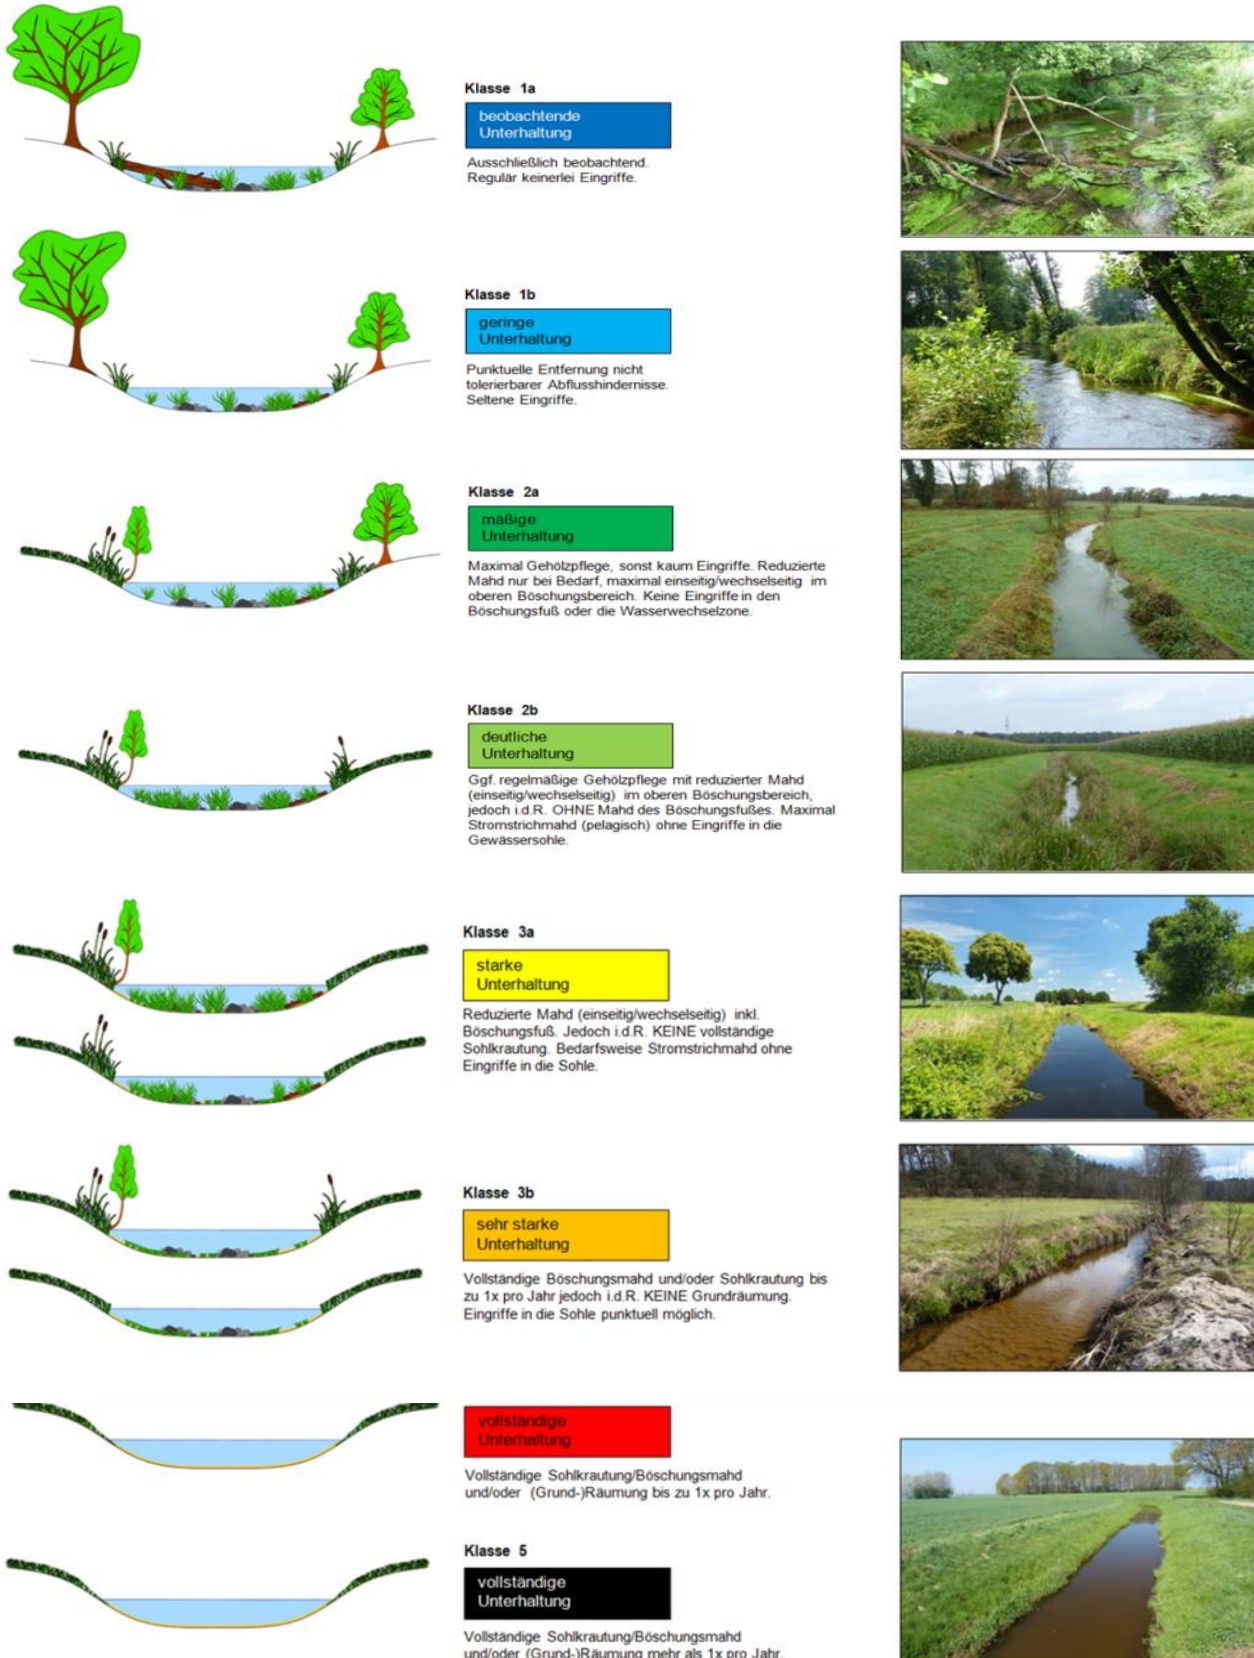 Klasse 1a
beobachtende
Unterhaltung
Ausschließlich beobachtend.
Regulär keinerlei Eingriffe.
Klasse 1b
geringe
Unterhaltung
Punktuelle Entfernung nicht
tolerierbarer Abflusshindernisse.
Seltene Eingriffe.
Klasse 2a
mäßige
Unterhaltung
Maximal Gehölzpflege, sonst kaum Eingriffe. Reduzierte
Mahd nur bei Bedarf, maximal einseitig/wechselseitig im
oberen Böschungsbereich. Keine Eingriffe in den
Böschungsfuß oder die Wasserwechselzone.
Klasse 2b
deutliche
Unterhaltung
Ggf. regelmäßige Gehölzpflege mit reduzierter Mahd
(einseitig/wechselseitig) im oberen Böschungsbereich,
jedoch i.d.R. OHNE Mahd des Böschungsfußes. Maximal
Stromstrichmahd (pelagisch) ohne Eingriffe in die
Gewässersohle.
Klasse 3a
starke
Unterhaltung
Reduzierte Mahd (einseitig/wechselseitig) inkl.
Böschungsfuß. Jedoch i.d.R. KEINE vollständige
Sohlkrautung. Bedarfsweise Stromstrichmahd ohne
Eingriffe in die Sohle.
Klasse 3b
sehr starke
Unterhaltung
Vollständige Böschungsmahd und/oder Sohlkrautung bis
zu 1x pro Jahr jedoch i.d.R. KEINE Grundräumung.
Eingriffe in die Sohle punktuell möglich.
vollständige
Unterhaltung
Vollständige Sohlkrautung/Böschungsmahd
und/oder (Grund-)Räumung bis zu 1x pro Jahr.
Klasse 5
vollständige
Unterhaltung
Vollständige Sohlkrautung/Böschungsmahd
und/oder (Grund-)Räumung mehr als 1x pro Jahr.